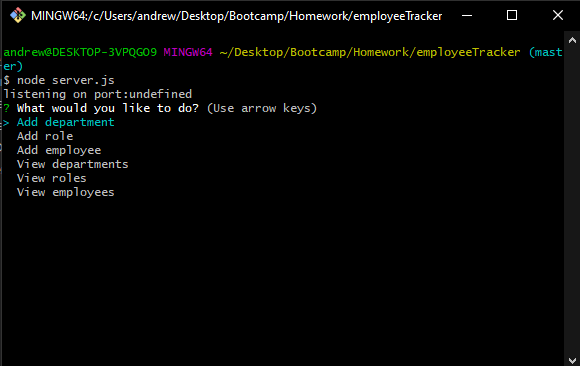 MINGW64:/c/Users/andrew/Desktop/Bootcamp/Homework/employeeTracker
andrew@DESKTOP-3VPQGO9 MINGW64 ~/Desktop/Bootcamp/Homework/employeeTracker (mast
er)
$ node server.js
listening on port:undefined
? What would you like to do? (Use arrow keys)
> Add department
  Add role
  Add employee
  View departments
  View roles
  View employees